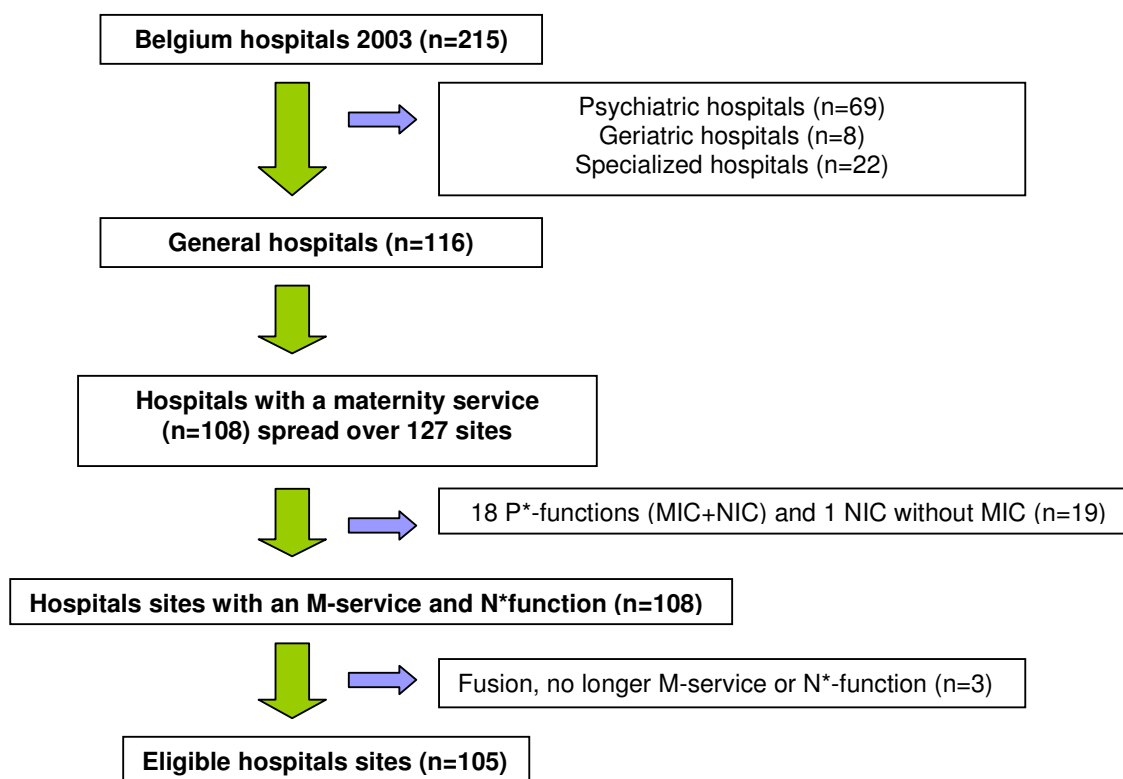 Belgium hospitals 2003 (n=215)
Psychiatric hospitals (n=69)
Geriatric hospitals (n=8)
Specialized hospitals (n=22)
General hospitals (n=116)
Hospitals with a maternity service
(n=108) spread over 127 sites
18 P*-functions (MIC+NIC) and 1 NIC without MIC (n=19)
Hospitals sites with an M-service and N*function (n=108)
Fusion, no longer M-service or N*-function (n=3)
Eligible hospitals sites (n=105)